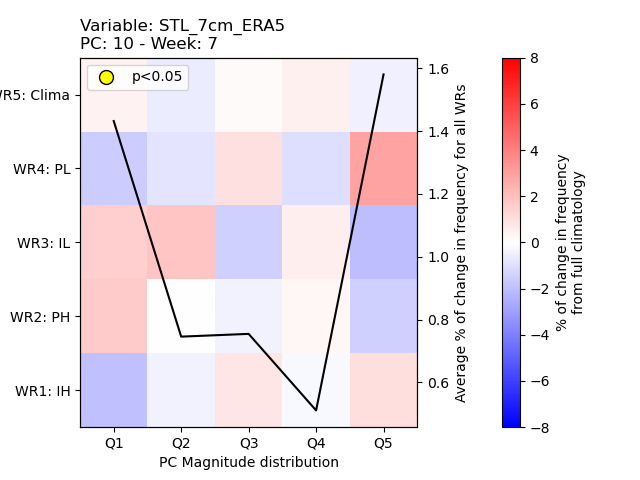 Variable: STL_7cm_ERA5
PC: 10 - Week: 7
p<0.05
WR5: Clima
WR4: PL
WR3: IL
WR2: PH
WR1: IH
Q1 Q2 Q3 Q4 Q5
PC Magnitude distribution
1.6
1.4
1.2
1.0
0.8
0.6
Average % of change in frequency for all WRs
8
6
4
2
0
−2
−4
−6
−8
% of change in frequency
from full climatology